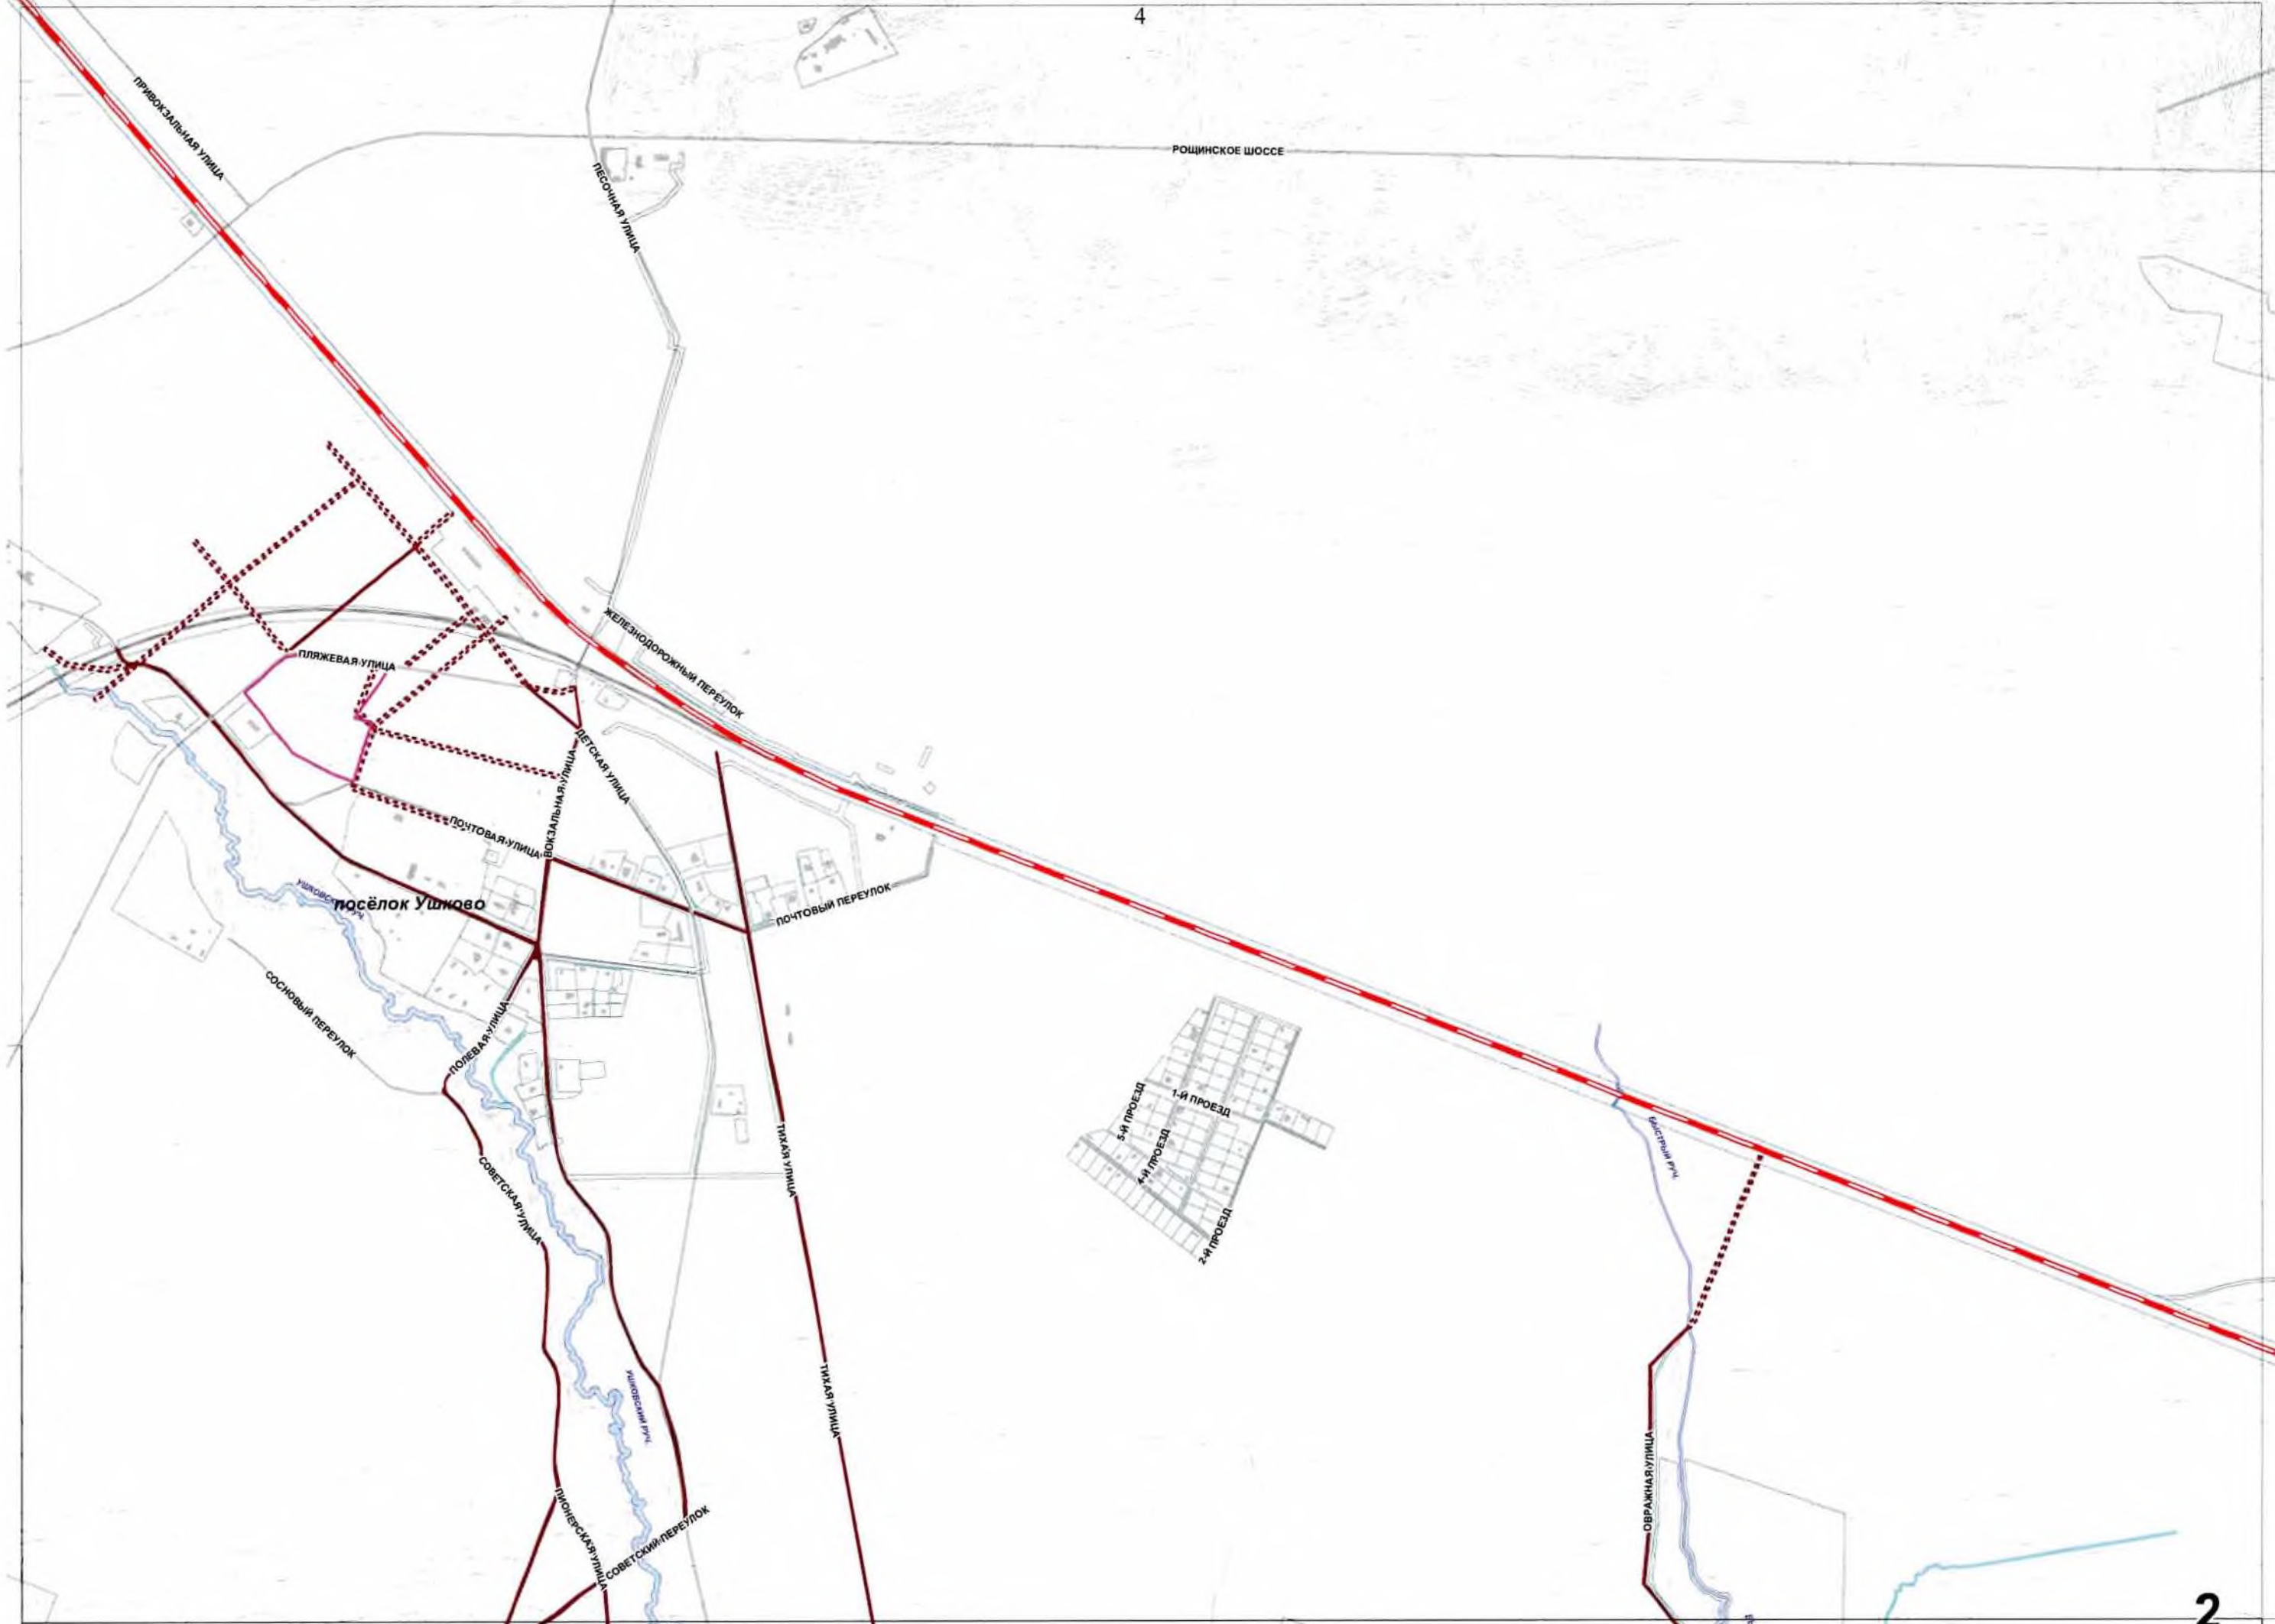 4
ПРИВОКЗАЛЬНАЯ УЛИЦА
РОЩИНСКОЕ ШОССЕ
ПЕСОЧНАЯ УЛИЦА
ЖЕЛЕЗНОДОРОЖНЫЙ ПЕРЕУЛОК
ПЛЯЖЕВАЯ УЛИЦА
ДЕТСКАЯ УЛИЦА
ВОКЗАЛЬНАЯ УЛИЦА
ПОЧТОВАЯ УЛИЦА
ПОЧТОВЫЙ ПЕРЕУЛОК
посёлок Ушково
СОСНОВЫЙ ПЕРЕУЛОК
ПОЛЕВАЯ УЛИЦА
1-Й ПРОЕЗД
5-Й ПРОЕЗД
4-Й ПРОЕЗД
2-Й ПРОЕЗД
БЫСТРЫЙ РУЧ.
ТИХАЯ УЛИЦА
СОВЕТСКАЯ УЛИЦА
ТИХАЯ УЛИЦА
УШКОВСКИЙ РУЧ.
ОВРАЖНАЯ УЛИЦА
ПИОНЕРСКАЯ УЛИЦА
СОВЕТСКИЙ ПЕРЕУЛОК
2